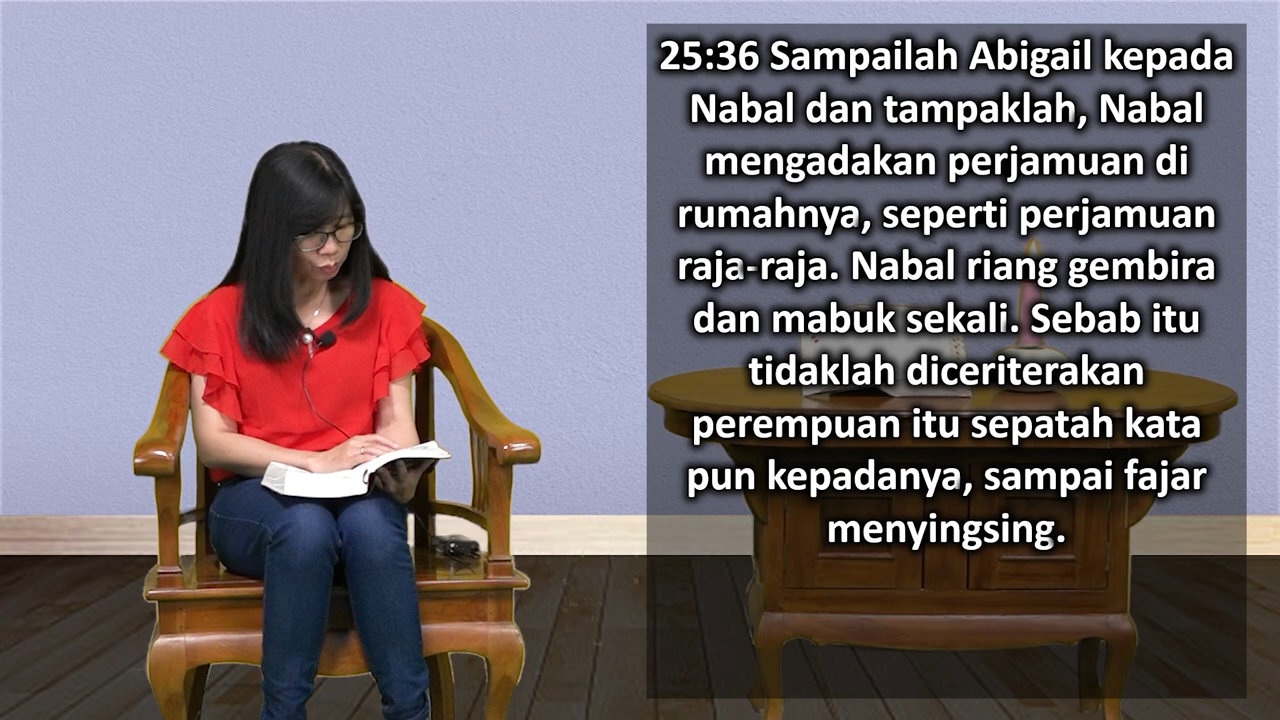 25:36 Sampailah Abigail kepada
Nabal dan tampaklah, Nabal
mengadakan perjamuan di
rumahnya, seperti perjamuan
raja-raja. Nabal riang gembira
dan mabuk sekali. Sebab itu
tidaklah diceriterakan
perempuan itu sepatah kata
pun kepadanya, sampai fajar
menyingsing.